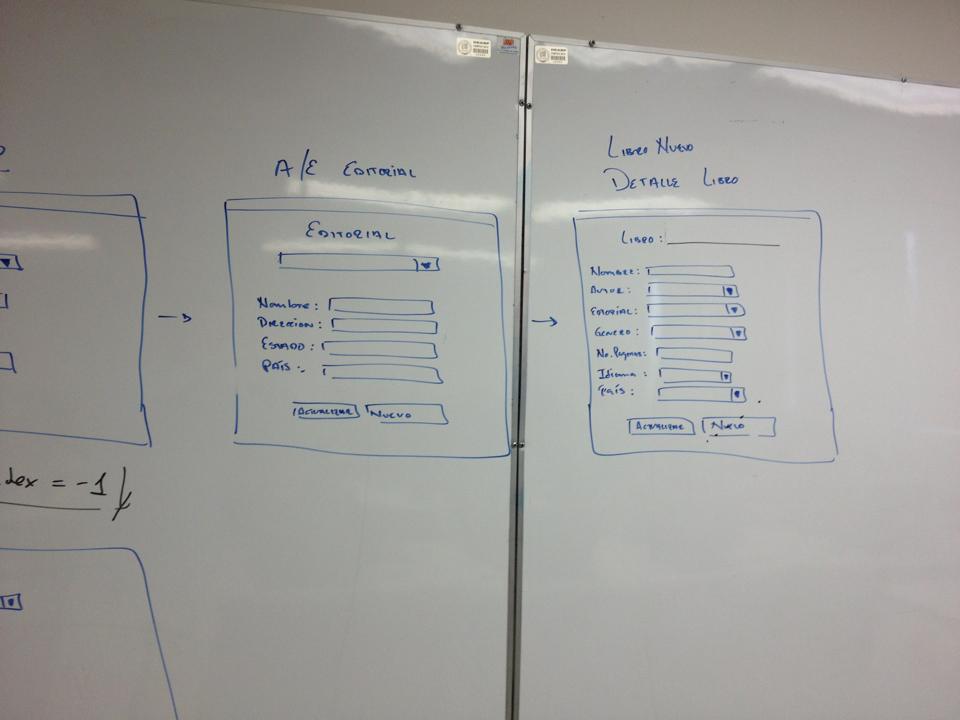 A/E EDITORIAL
EDITORIAL
Nombre:
DIRECCION:
ESTADO:
PAÍS:
ACTUALIZAR NUEVO
LIBRO NUEVO
DETALLE LIBRO
LIBRO:
NOMBRE:
AUTOR:
EDITORIAL:
GENERO:
No. Paginas:
Idioma:
País:
ACTUALIZAR NUEVO
dex = -1